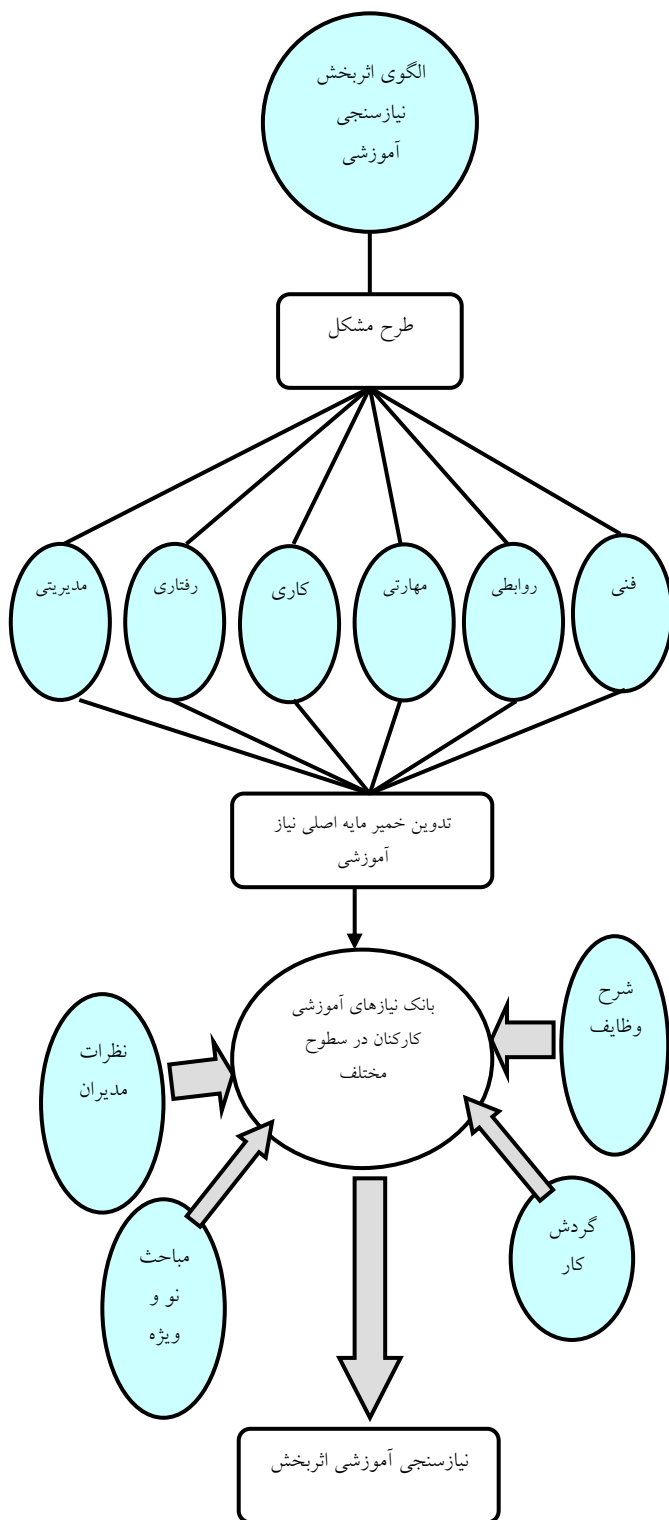 الگوی اثربخش
نیازسنجی
آموزشی
طرح مشکل
فنی
روابطی
مهارتی
کاری
رفتاری
مدیریتی
تدوین خمیر مایه اصلی نیاز
آموزشی
بانک نیازهای آموزشی
کارکنان در سطوح
مختلف
شرح
وظایف
نظرات
مدیران
گردش
کار
مباحث
نو و
ویژه
نیازسنجی آموزشی اثربخش